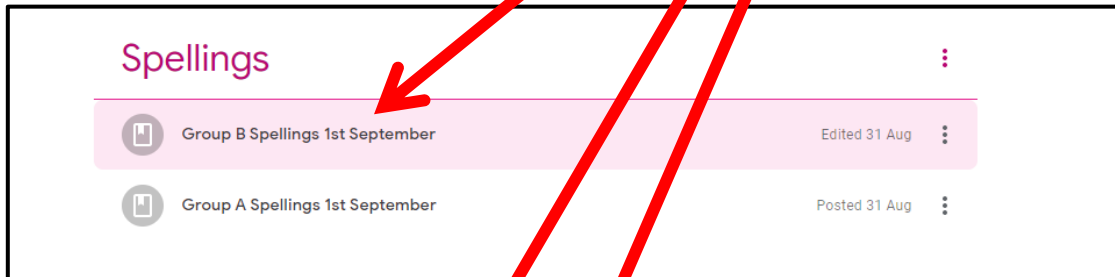 Spellings
Group B Spellings 1st September Edited 31 Aug
Group A Spellings 1st September Posted 31 Aug